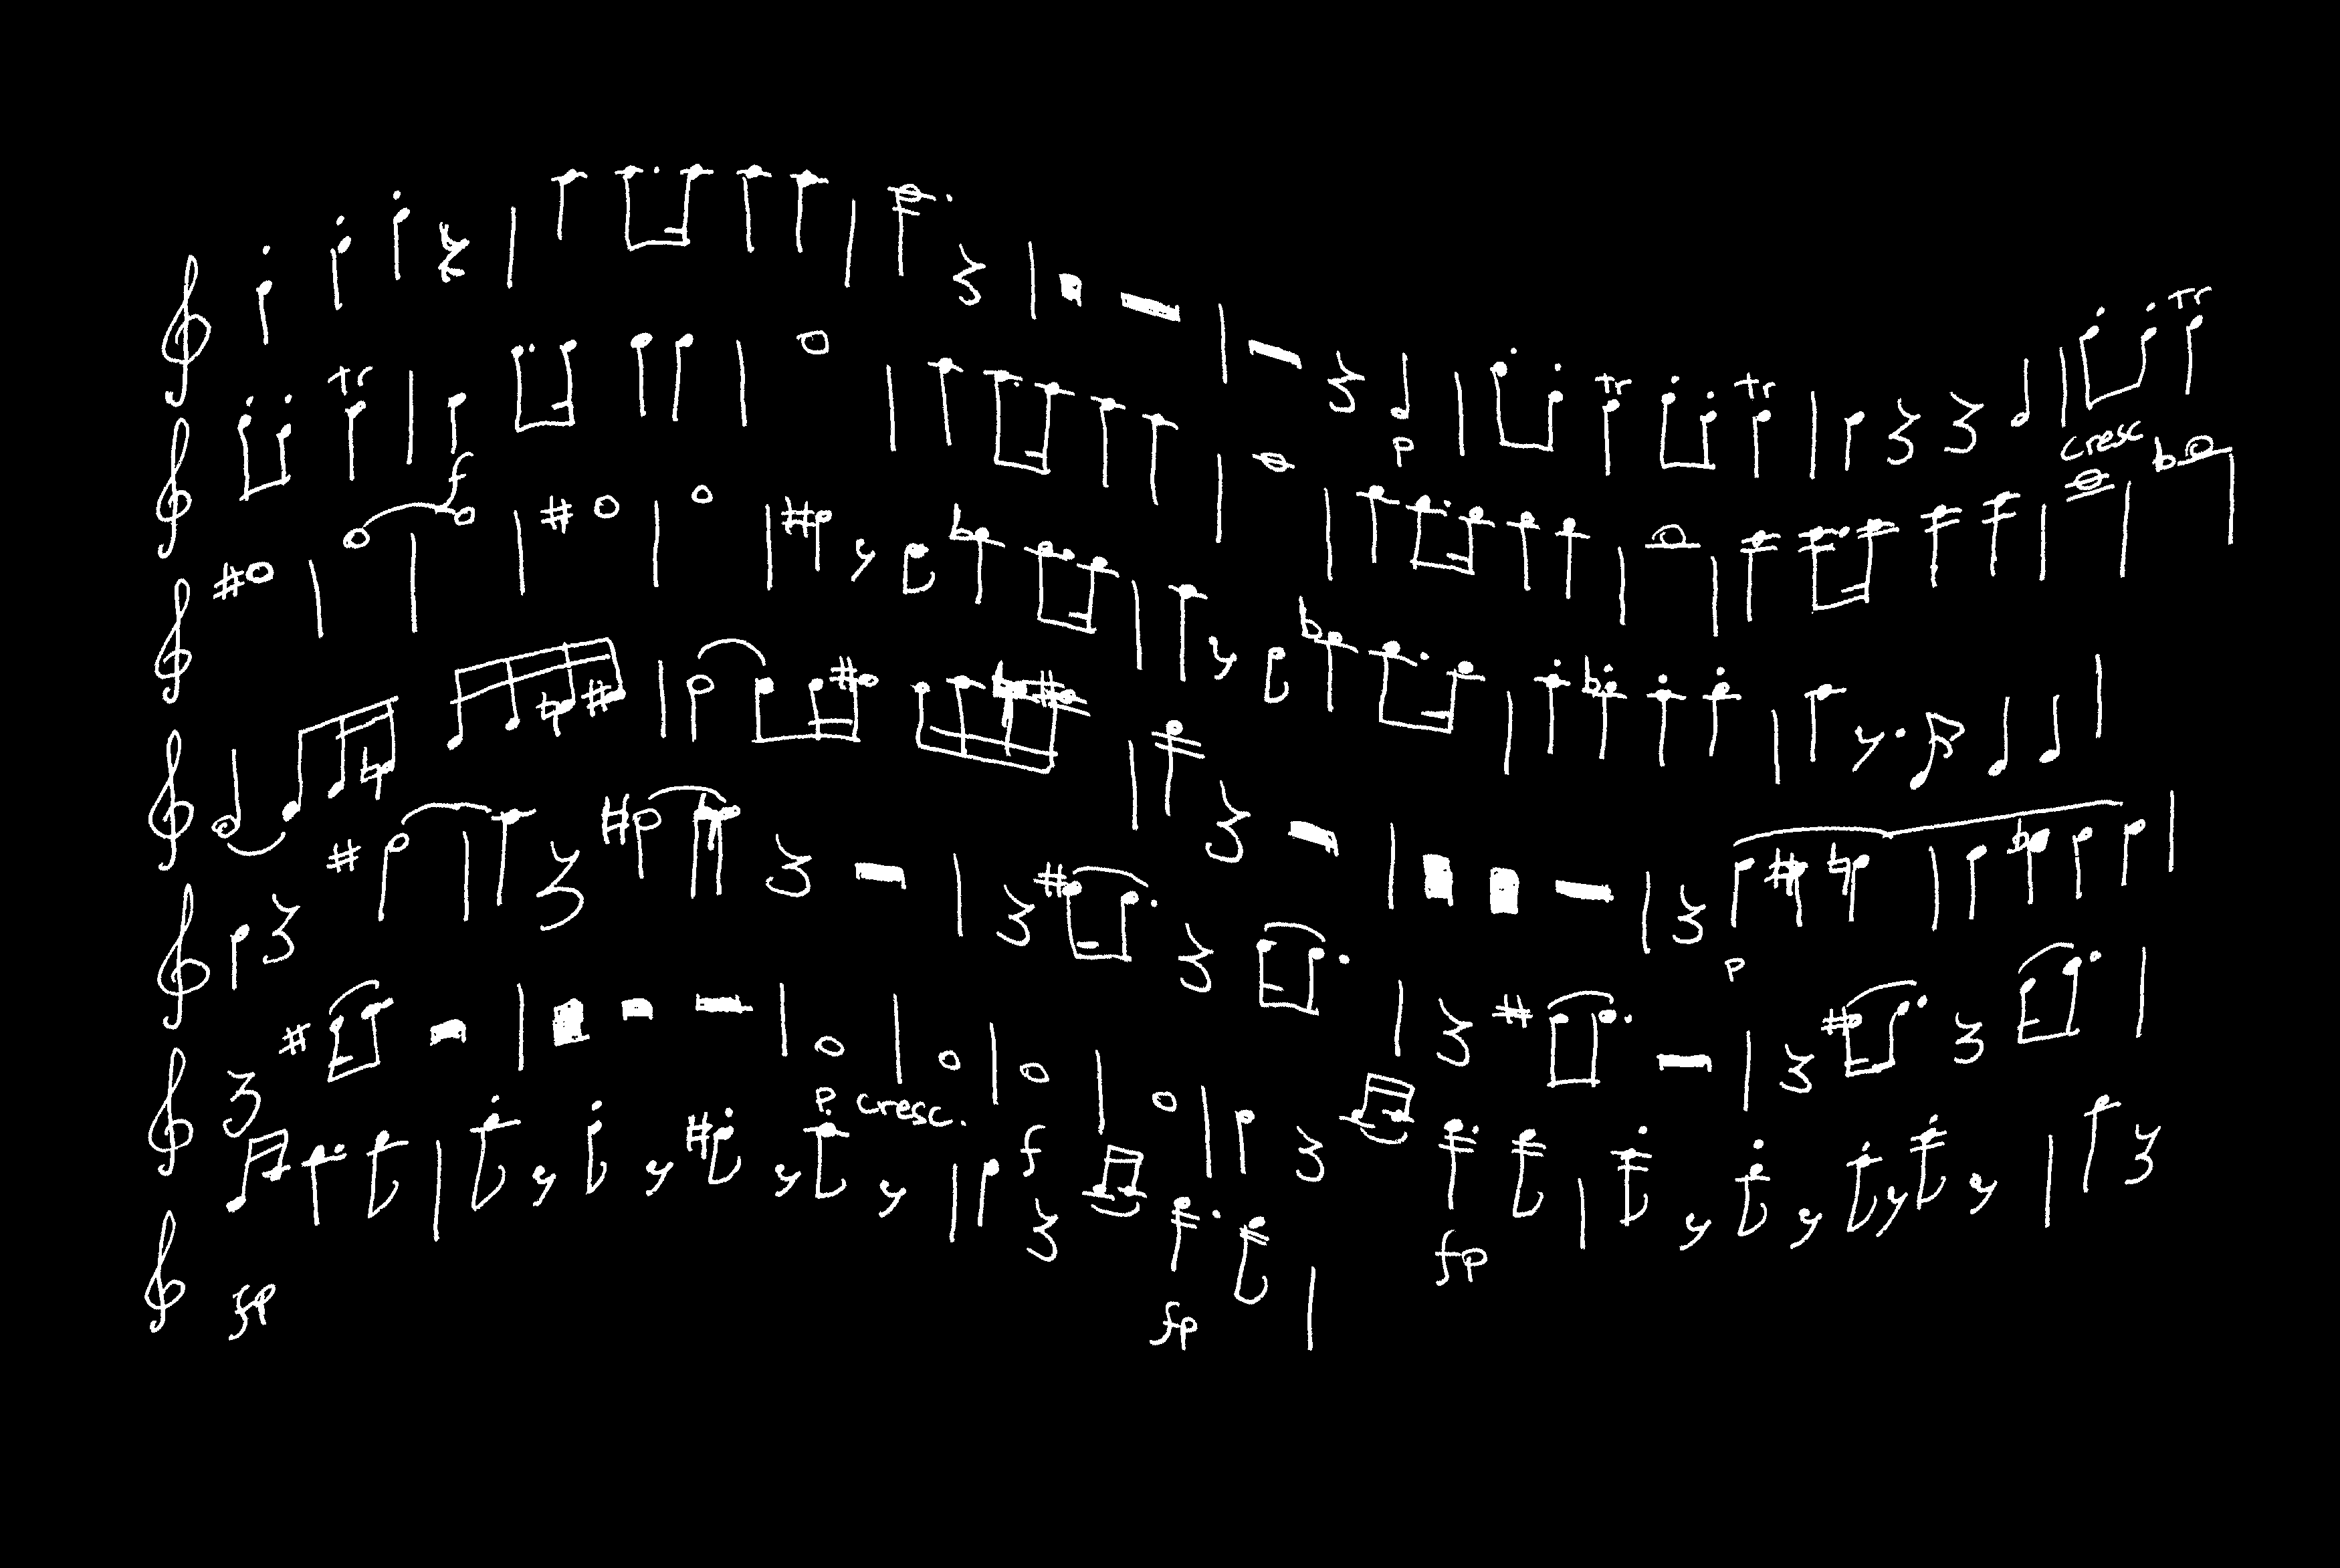 tr tr tr
tr p cresc
f
p
p cresc.
f
fp
fp fp